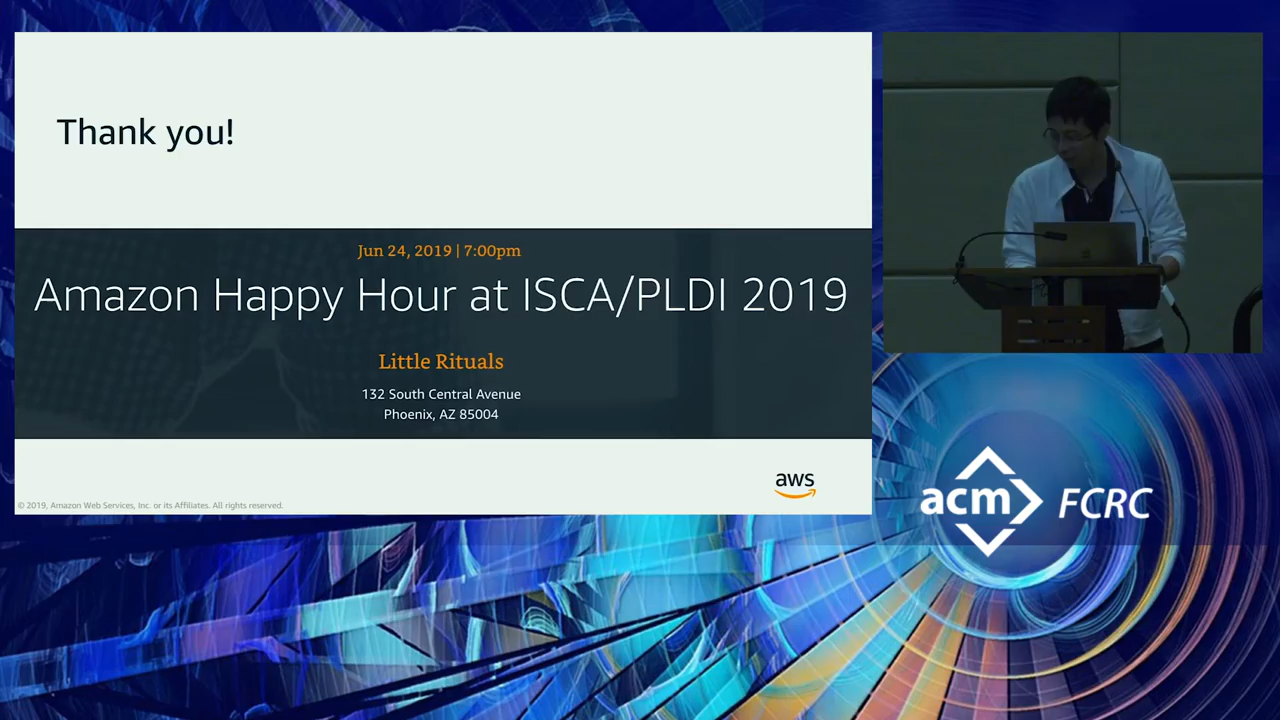 Thank you!
Jun 24, 2019 | 7:00pm
Amazon Happy Hour at ISCA/PLDI 2019
Little Rituals
132 South Central Avenue
Phoenix, AZ 85004
aws
© 2019, Amazon Web Services, Inc. or its Affiliates. All rights reserved.
acm FCRC